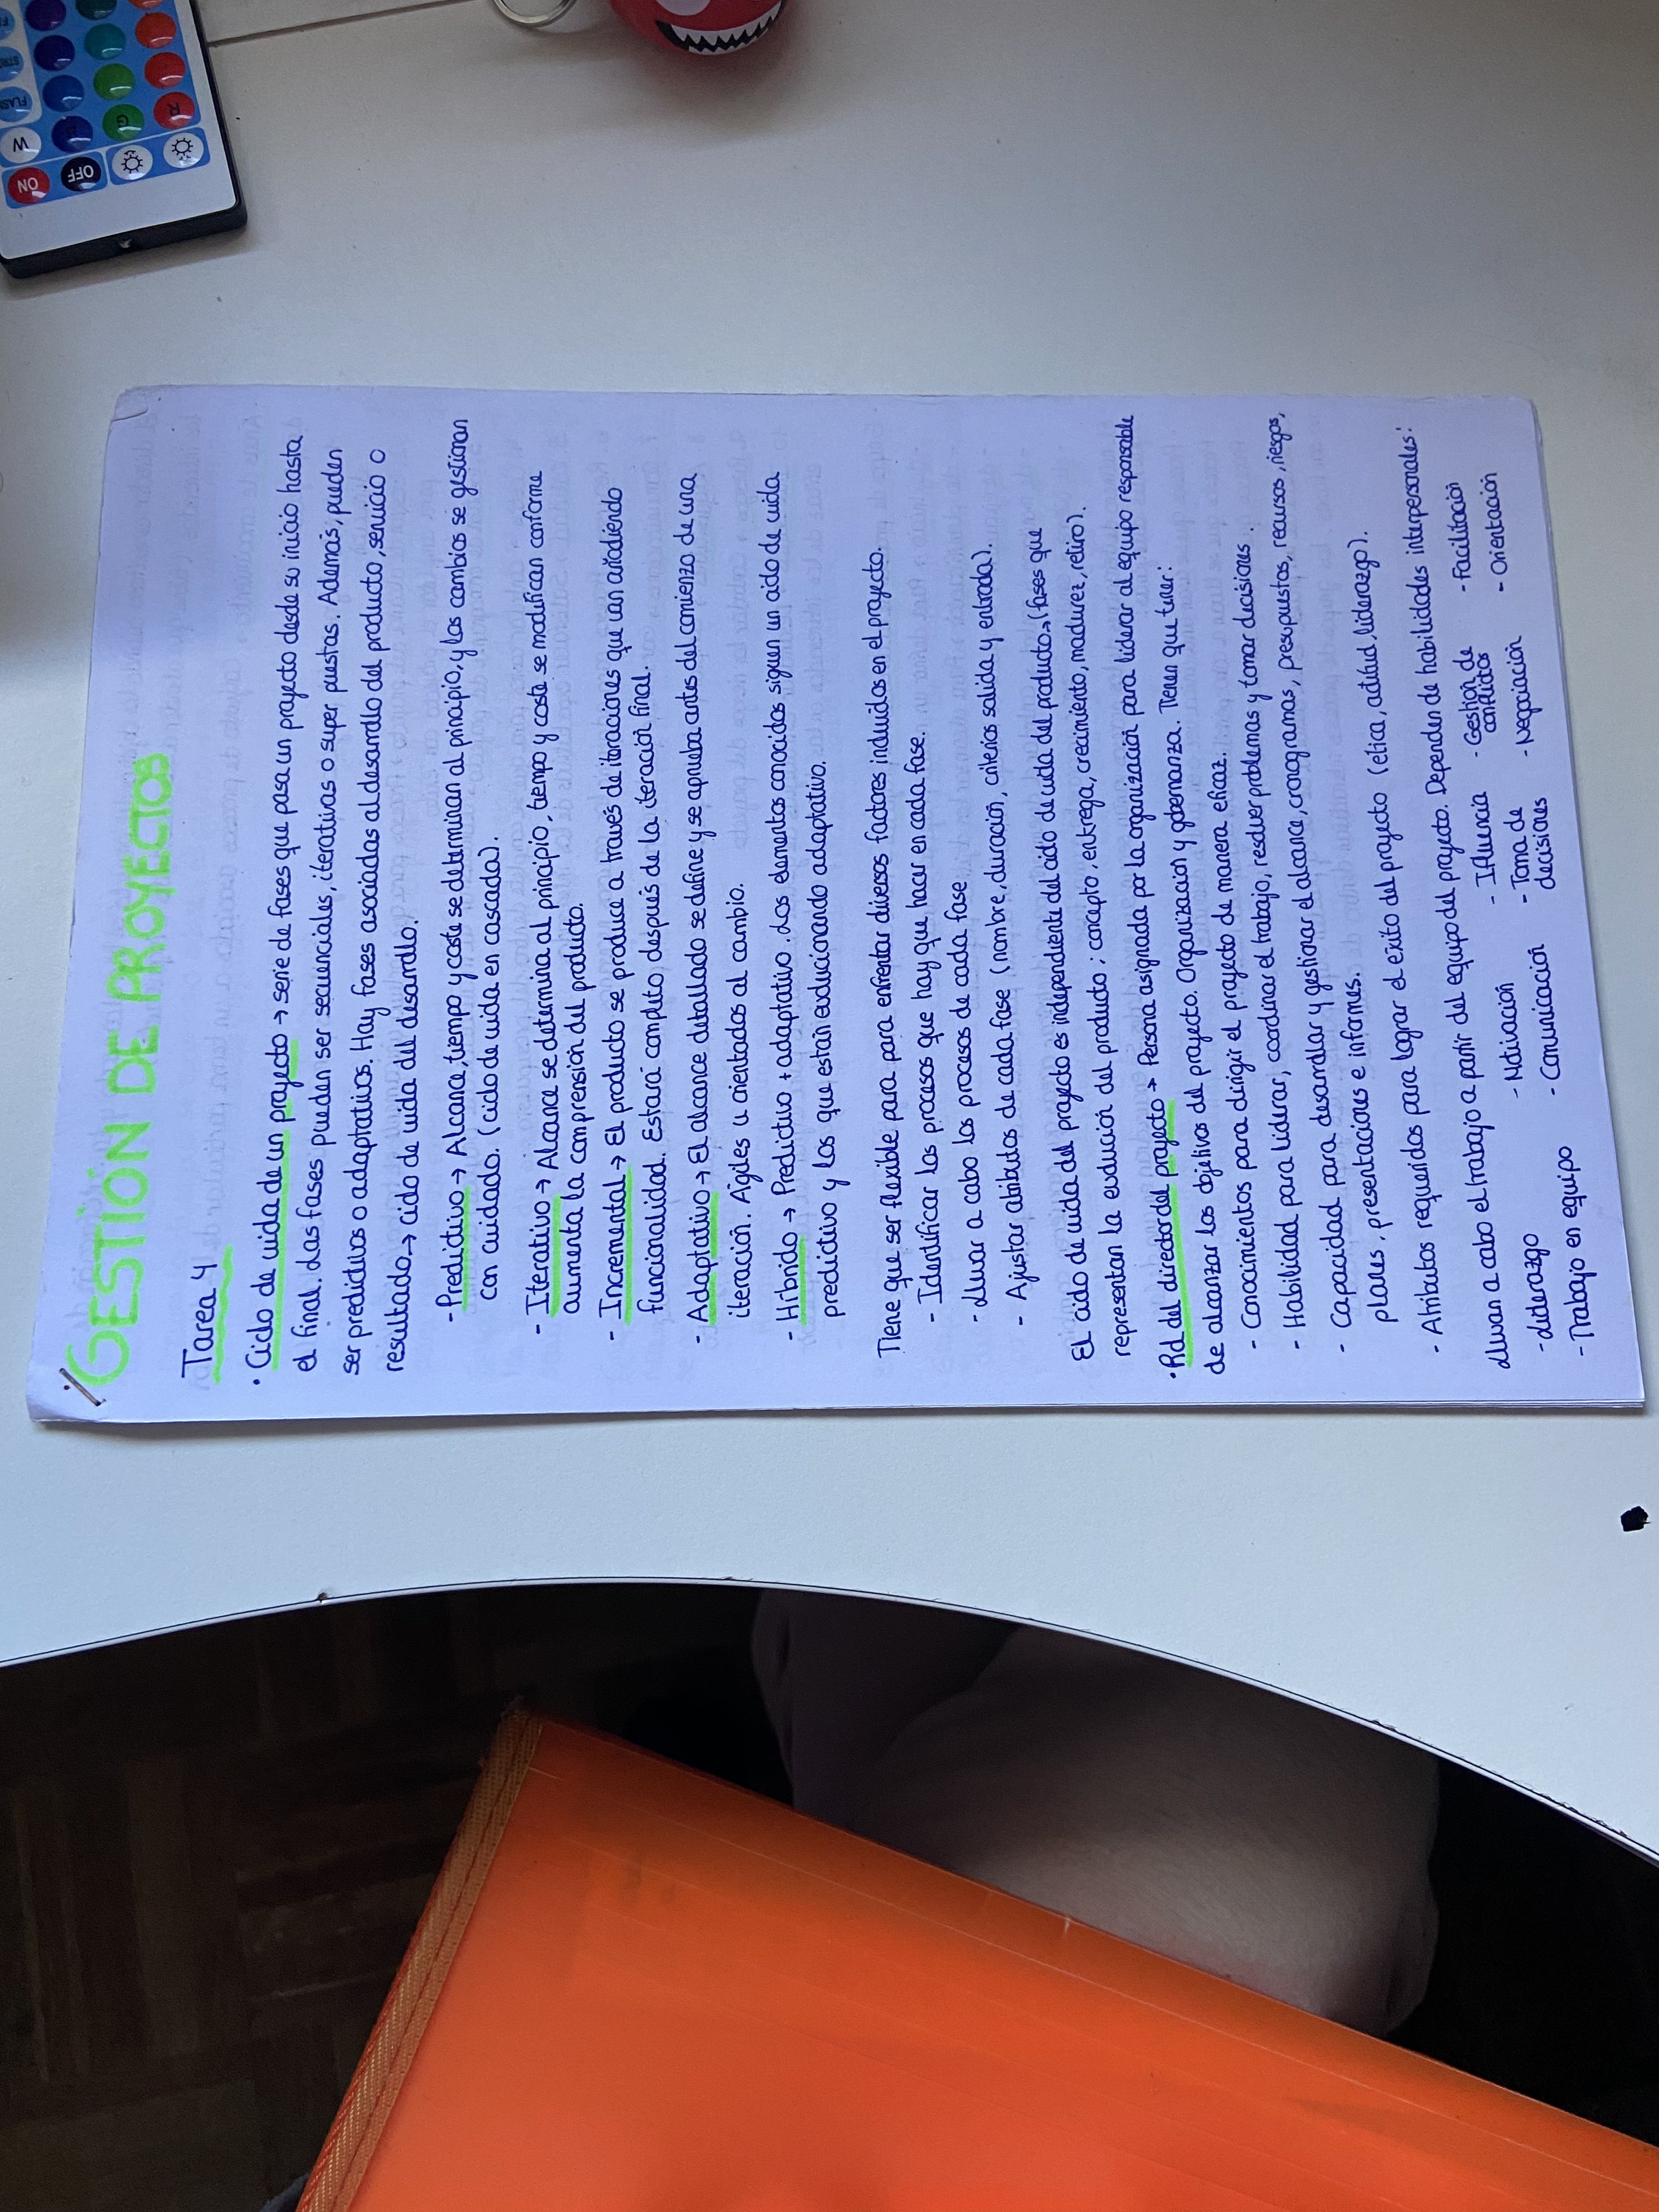 GESTIÓN DE PROYECTOS
Tarea 4
· Ciclo de vida de un proyecto → serie de fases que pasa un proyecto desde su inicio hasta
el final. Las fases pueden ser secuenciales, iterativas o super puestas. Además, pueden
ser predictivos o adaptativos. Hay fases asociadas al desarrollo del producto, servicio o
resultado → ciclo de vida del desarrollo:
- Predictivo → Alcance, tiempo y coste se determinan al principio, y los cambios se gestionan
con cuidado. (ciclo de vida en cascada).
- Iterativo → Alcance se determina al principio, tiempo y coste se modifican conforme
aumenta la comprensión del producto.
- Incremental → El producto se produce a través de iteraciones que van añadiendo
funcionalidad. Estará completo después de la iteración final.
- Adaptativo → El alcance detallado se define y se aprueba antes del comienzo de una
iteración. Ágiles u orientados al cambio.
- Híbrido → Predictivo + adaptativo. Los elementos conocidos siguen un ciclo de vida
predictivo y los que están evolucionando adaptativo.
Tiene que ser flexible para para enfrentar diversos factores incluidos en el proyecto.
- Identificar los procesos que hay que hacer en cada fase.
- Llevar a cabo los procesos de cada fase
- Ajustar atributos de cada fase (nombre, duración, criterios salida y entrada).
El ciclo de vida del proyecto es independiente del ciclo de vida del producto → (fases que
representan la evolución del producto; concepto, entrega, crecimiento, madurez, retiro).
· Rol del director del proyecto → Persona asignada por la organización para liderar al equipo responsable
de alcanzar los objetivos del proyecto. Organización y gobernanza. Tienen que tener:
- Conocimientos para dirigir el proyecto de manera eficaz.
- Habilidad para liderar, coordinar el trabajo, resolver problemas y tomar decisiones.
- Capacidad para desarrollar y gestionar el alcance, cronogramas, presupuestos, recursos, riesgos,
planes, presentaciones e informes.
- Atributos requeridos para lograr el éxito del proyecto (ética, actitud, liderazgo).
Llevan a cabo el trabajo a partir del equipo del proyecto. Dependen de habilidades interpersonales:
- Liderazgo - Motivación - Influencia - Gestión de conflictos - Facilitación
- Trabajo en equipo - Comunicación - Toma de decisiones - Negociación - Orientación
ON
OFF
W
R
G
FLASH